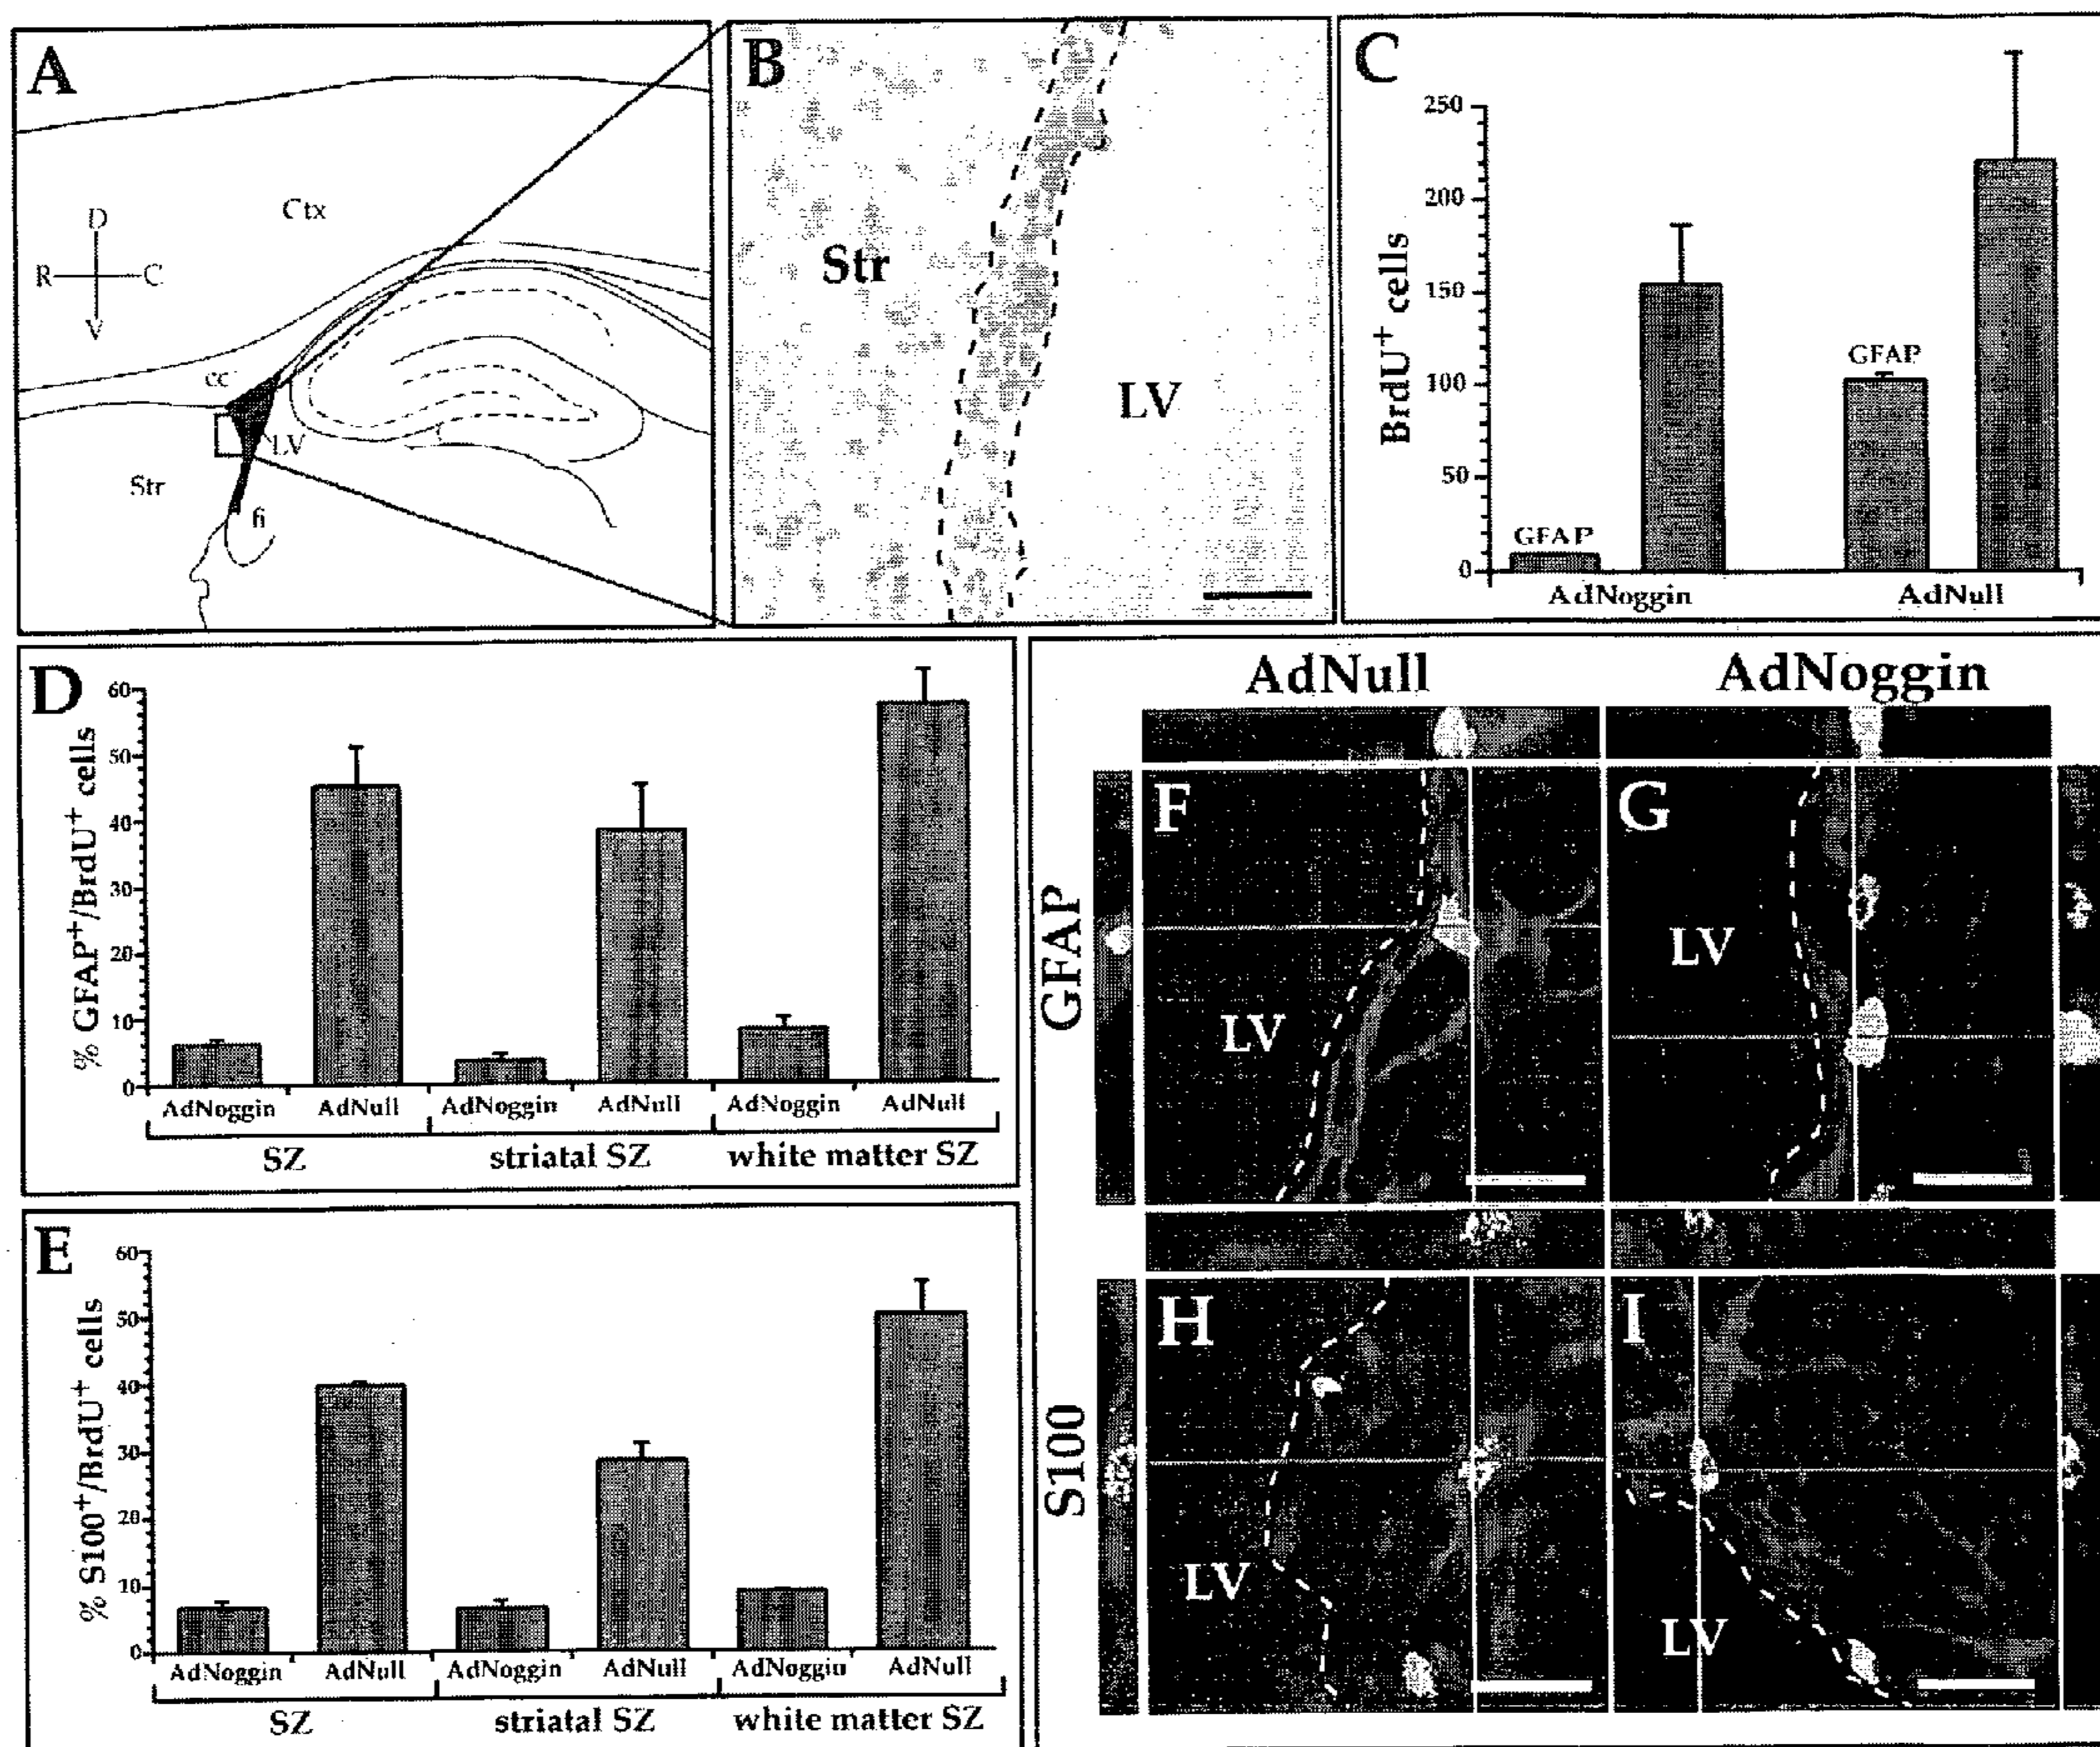 A
D
R C
V
Ctx
cc
LV
Str
fi
B
Str
LV
C
BrdU+ cells
250
200
150
100
50
0
GFAP
GFAP
AdNoggin AdNull
D
% GFAP+/BrdU+ cells
60
50
40
30
20
10
0
AdNoggin AdNull AdNoggin AdNull AdNoggin AdNull
SZ striatal SZ white matter SZ
E
% S100+/BrdU+ cells
60
50
40
30
20
10
0
AdNoggin AdNull AdNoggin AdNull AdNoggin AdNull
SZ striatal SZ white matter SZ
AdNull AdNoggin
GFAP
F
LV
G
LV
S100
H
LV
I
LV